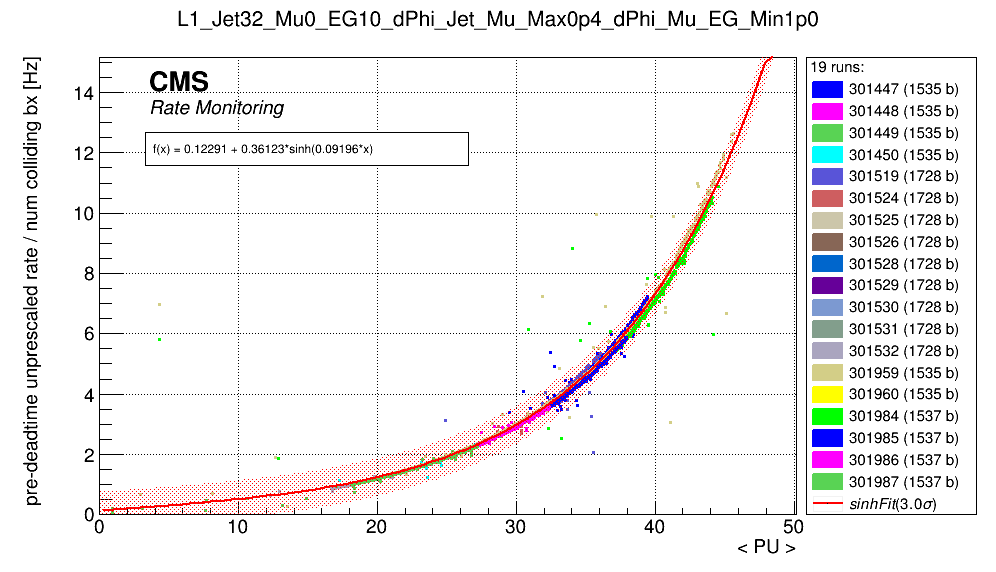 L1_Jet32_Mu0_EG10_dPhi_Jet_Mu_Max0p4_dPhi_Mu_EG_Min1p0
pre-deadtime unprescaled rate / num colliding bx [Hz]
CMS
Rate Monitoring
f(x) = 0.12291 + 0.36123*sinh(0.09196*x)
14
12
10
8
6
4
2
0
0 10 20 30 40 50
< PU >
19 runs:
301447 (1535 b)
301448 (1535 b)
301449 (1535 b)
301450 (1535 b)
301519 (1728 b)
301524 (1728 b)
301525 (1728 b)
301526 (1728 b)
301528 (1728 b)
301529 (1728 b)
301530 (1728 b)
301531 (1728 b)
301532 (1728 b)
301959 (1535 b)
301960 (1535 b)
301984 (1537 b)
301985 (1537 b)
301986 (1537 b)
301987 (1537 b)
sinhFit(3.0σ)